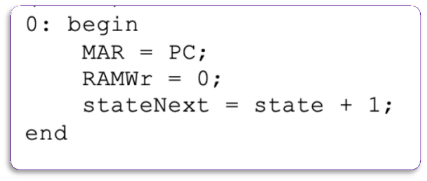 0: begin
    MAR = PC;
    RAMWr = 0;
    stateNext = state + 1;
end